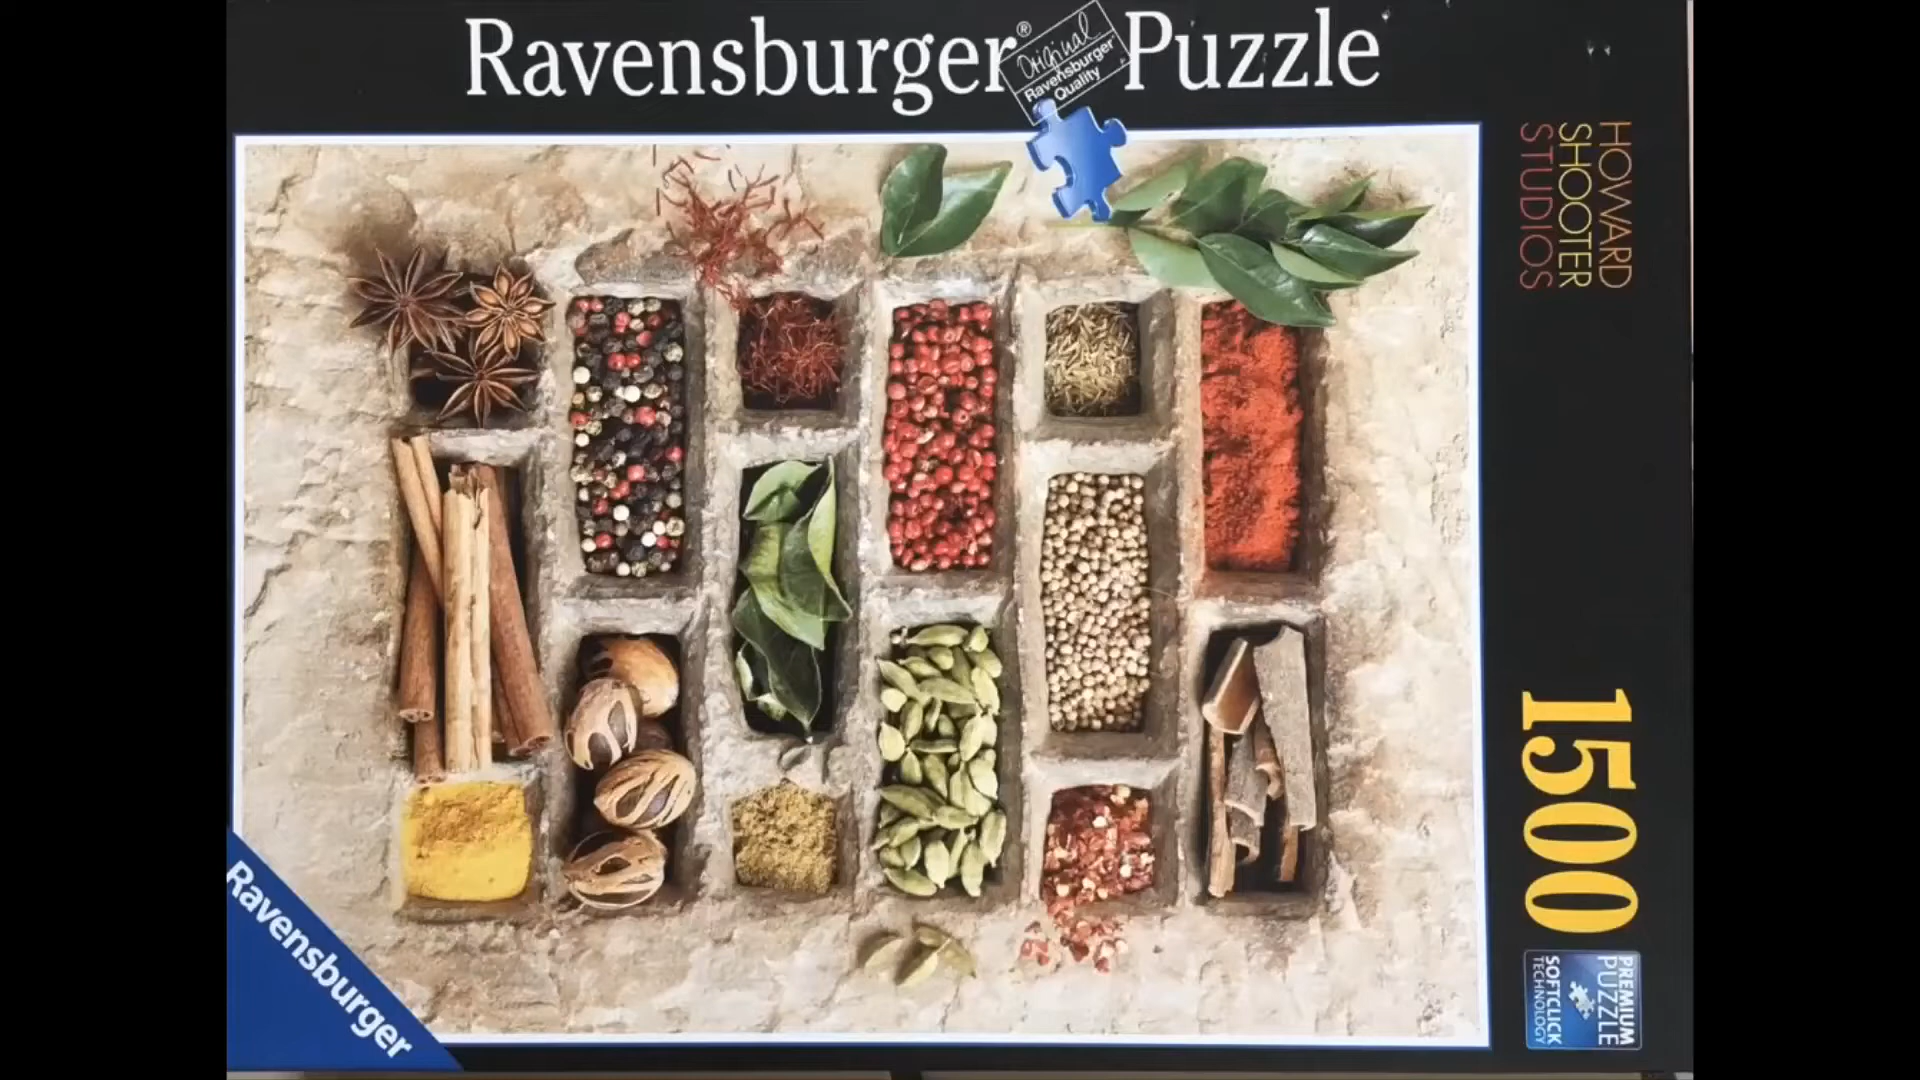 Ravensburger® Puzzle
Original
Ravensburger
Quality
HOWARD
SHOOTER
STUDIOS
1500
PREMIUM
PUZZLE
SOFTCLICK
TECHNOLOGY
Ravensburger